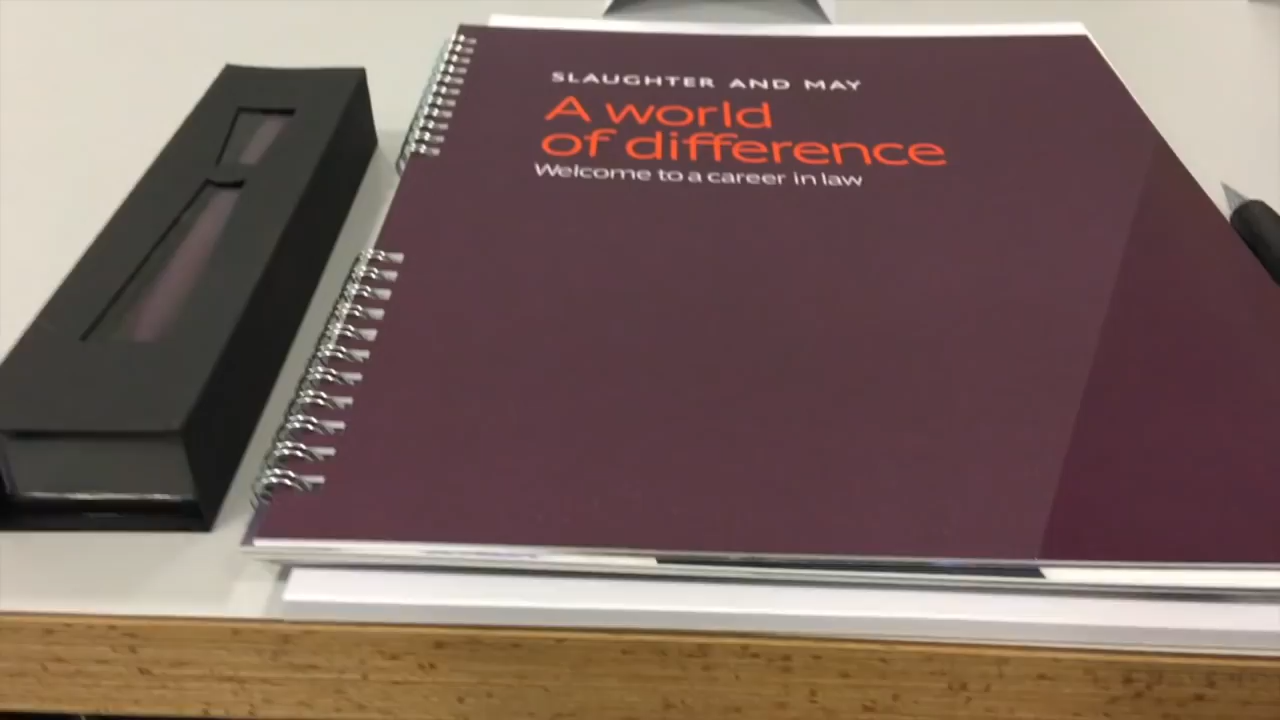 SLAUGHTER AND MAY
A world
of difference
Welcome to a career in law